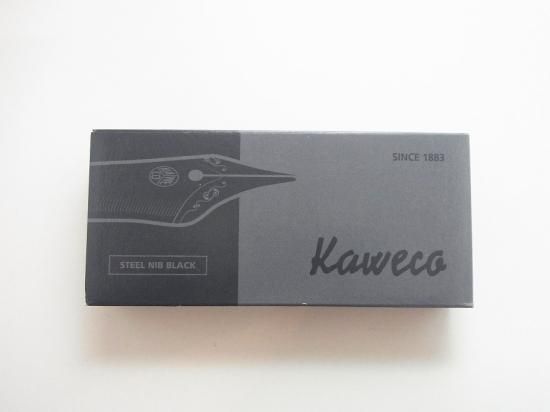 SINCE 1883
STEEL NIB BLACK
Kaweco